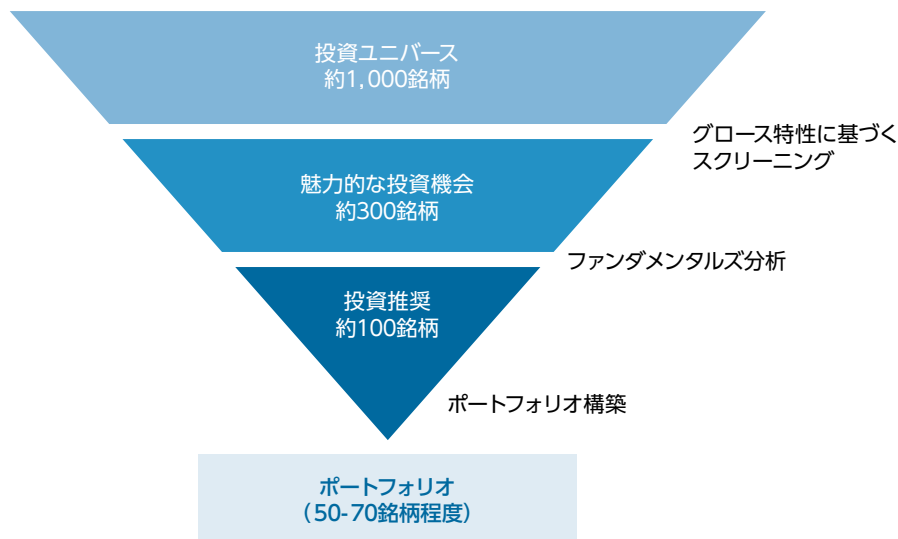 投資ユニバース
約1,000銘柄
グロース特性に基づく
スクリーニング
魅力的な投資機会
約300銘柄
ファンダメンタルズ分析
投資推奨
約100銘柄
ポートフォリオ構築
ポートフォリオ
（50-70銘柄程度）